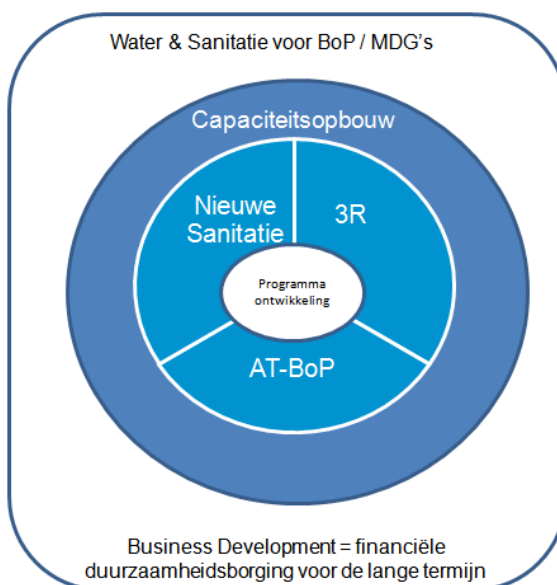 Water & Sanitatie voor BoP / MDG's
Capaciteitsopbouw
Nieuwe
Sanitatie
3R
Programma
ontwikkeling
AT-BoP
Business Development = financiële
duurzaamheidsborging voor de lange termijn